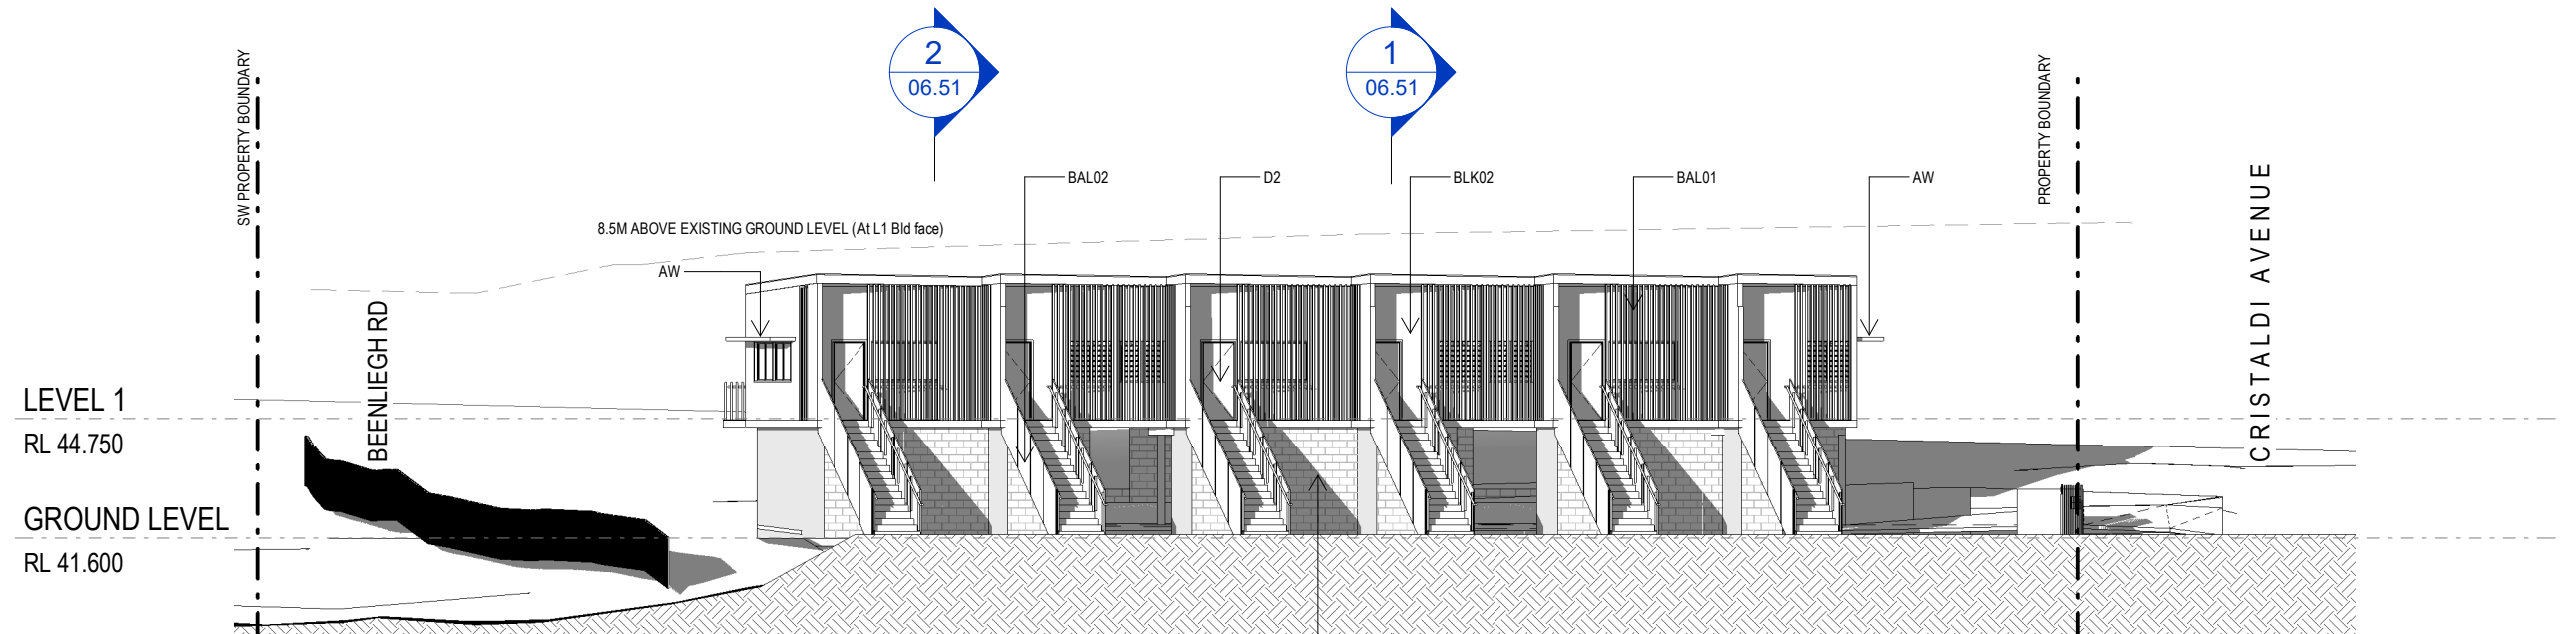 2
06.51
1
06.51
SW PROPERTY BOUNDARY
PROPERTY BOUNDARY
BAL02
D2
BLK02
BAL01
AW
CRISTALDI AVENUE
8.5M ABOVE EXISTING GROUND LEVEL (At L1 Bld face)
AW
BEENLIEGH RD
LEVEL 1
RL 44.750
GROUND LEVEL
RL 41.600